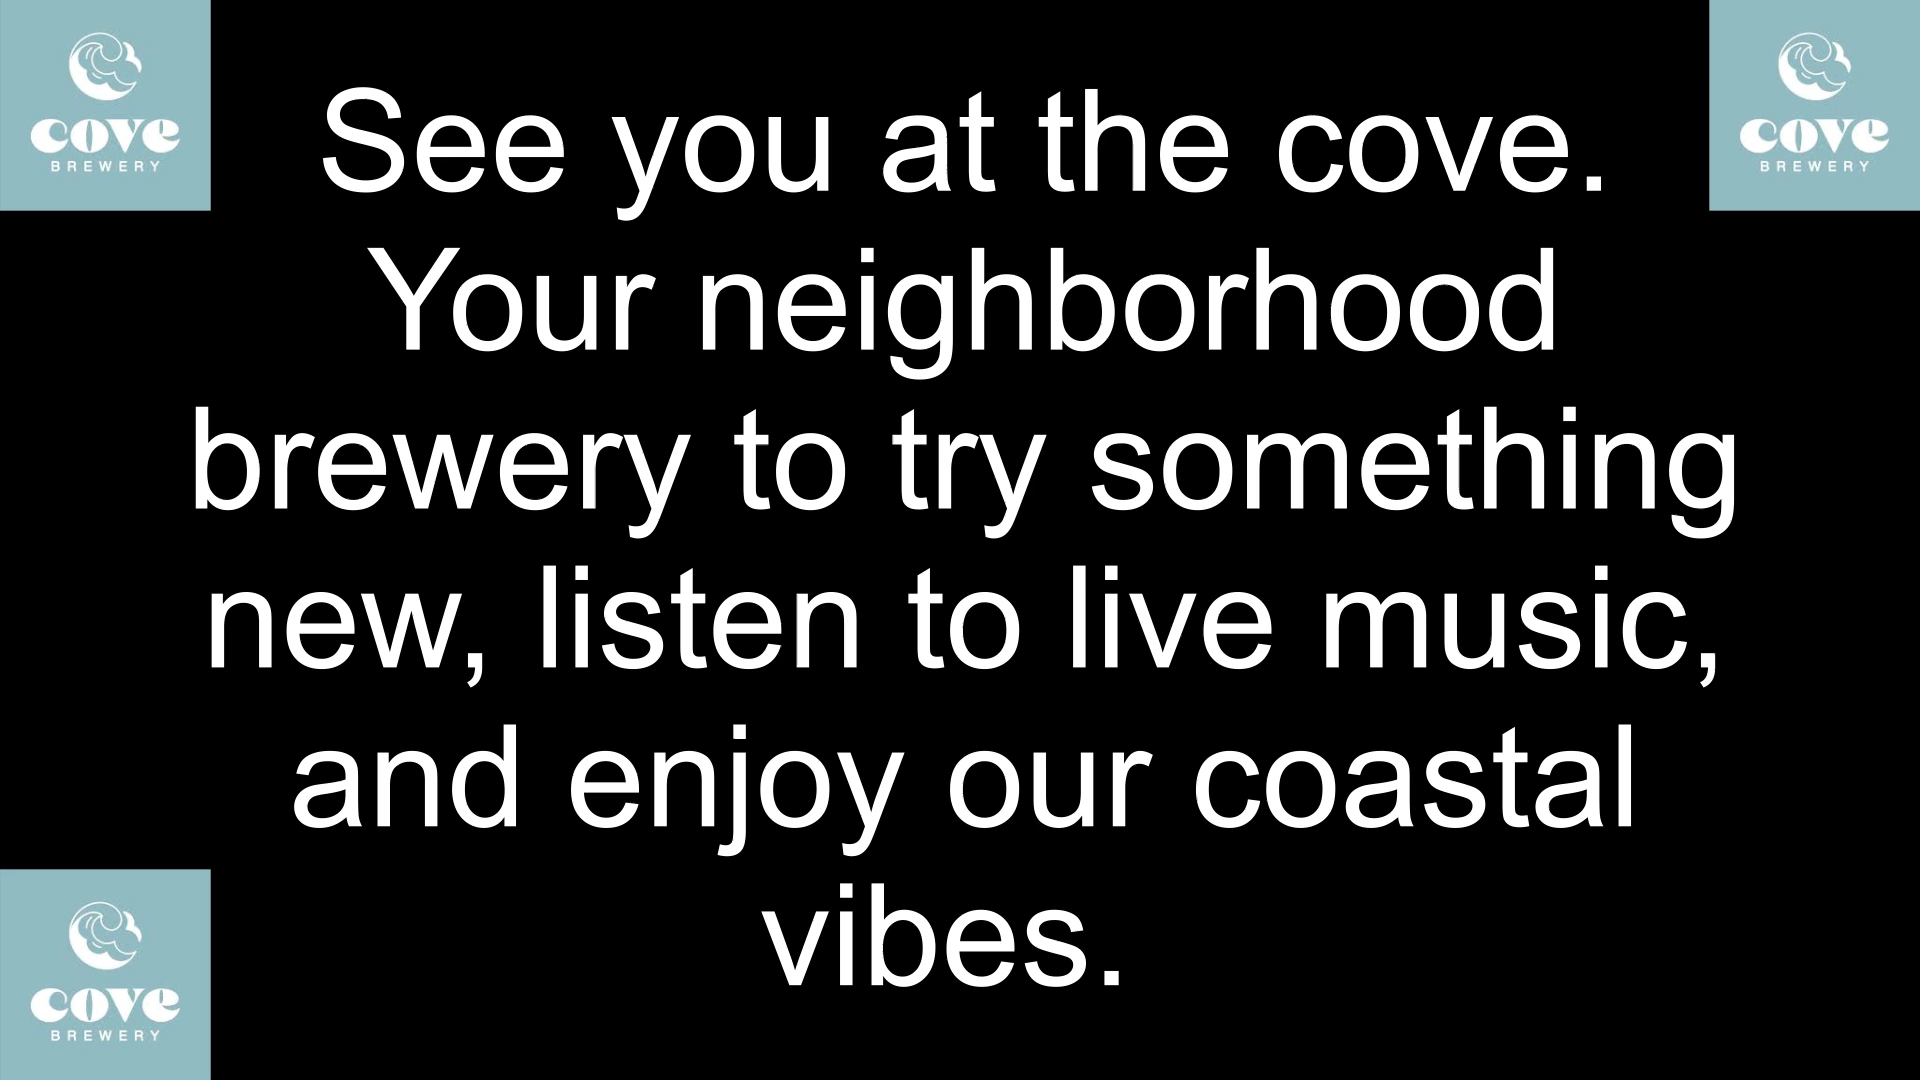 cove
BREWERY
cove
BREWERY
See you at the cove.
Your neighborhood
brewery to try something
new, listen to live music,
and enjoy our coastal
vibes.
cove
BREWERY